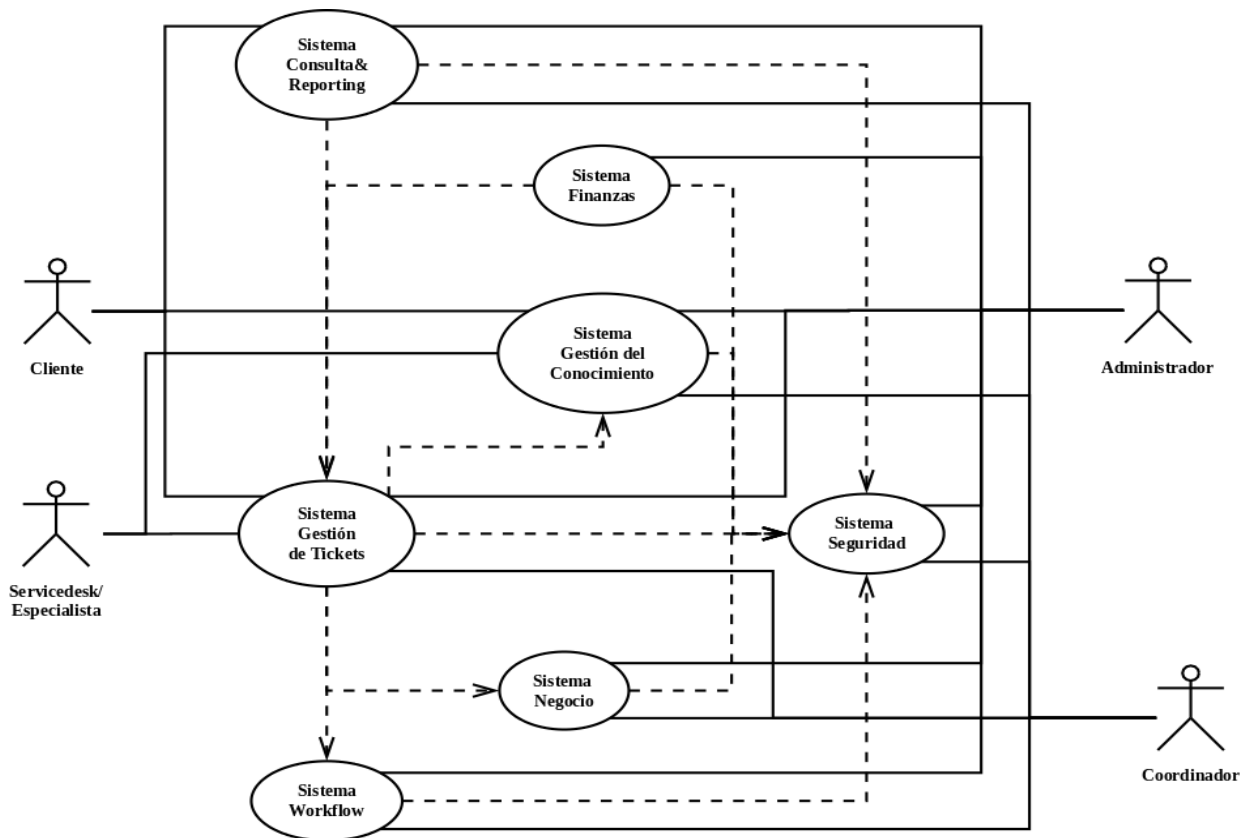 Sistema
Consulta&
Reporting
Sistema
Finanzas
Cliente
Sistema
Gestión del
Conocimiento
Administrador
Servicedesk/
Especialista
Sistema
Gestión
de Tickets
Sistema
Seguridad
Sistema
Negocio
Coordinador
Sistema
Workflow